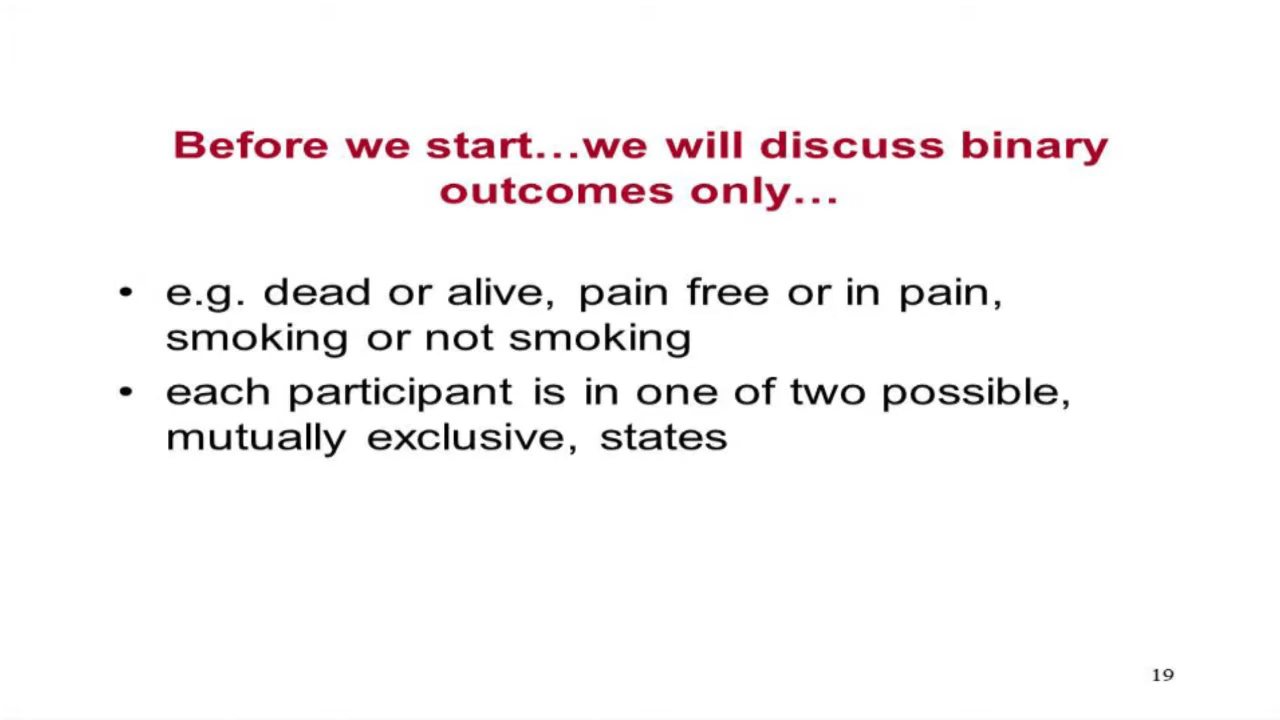 Before we start...we will discuss binary
outcomes only...
• e.g. dead or alive, pain free or in pain,
smoking or not smoking
• each participant is in one of two possible,
mutually exclusive, states
19